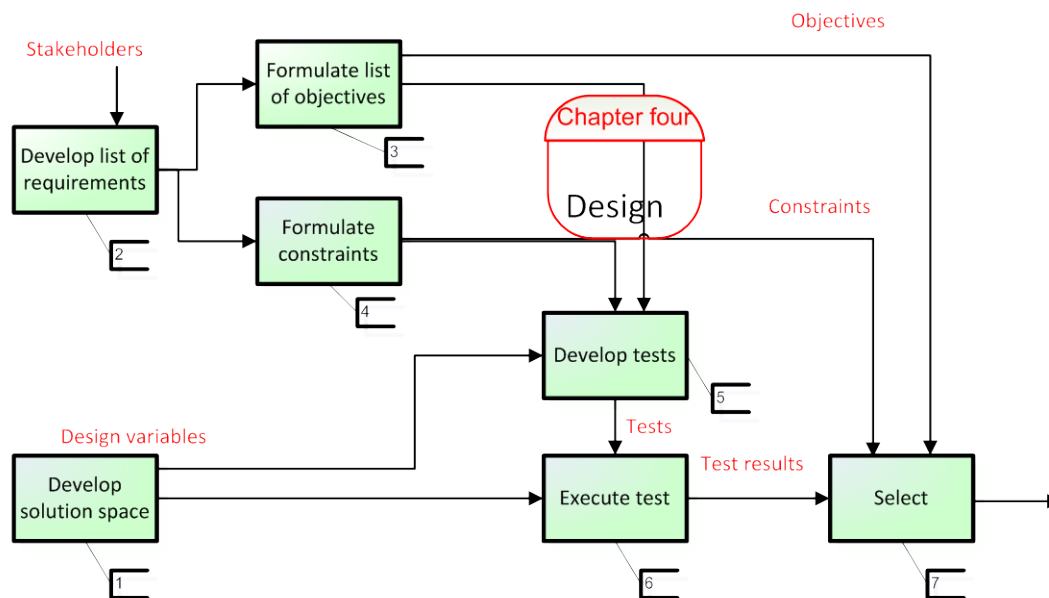 Objectives
Stakeholders
Formulate list
of objectives
Chapter four
3
Develop list of
requirements
Design
Constraints
Formulate
constraints
2
4
Develop tests
5
Design variables
Tests
Test results
Develop
solution space
Execute test
Select
1
6
7